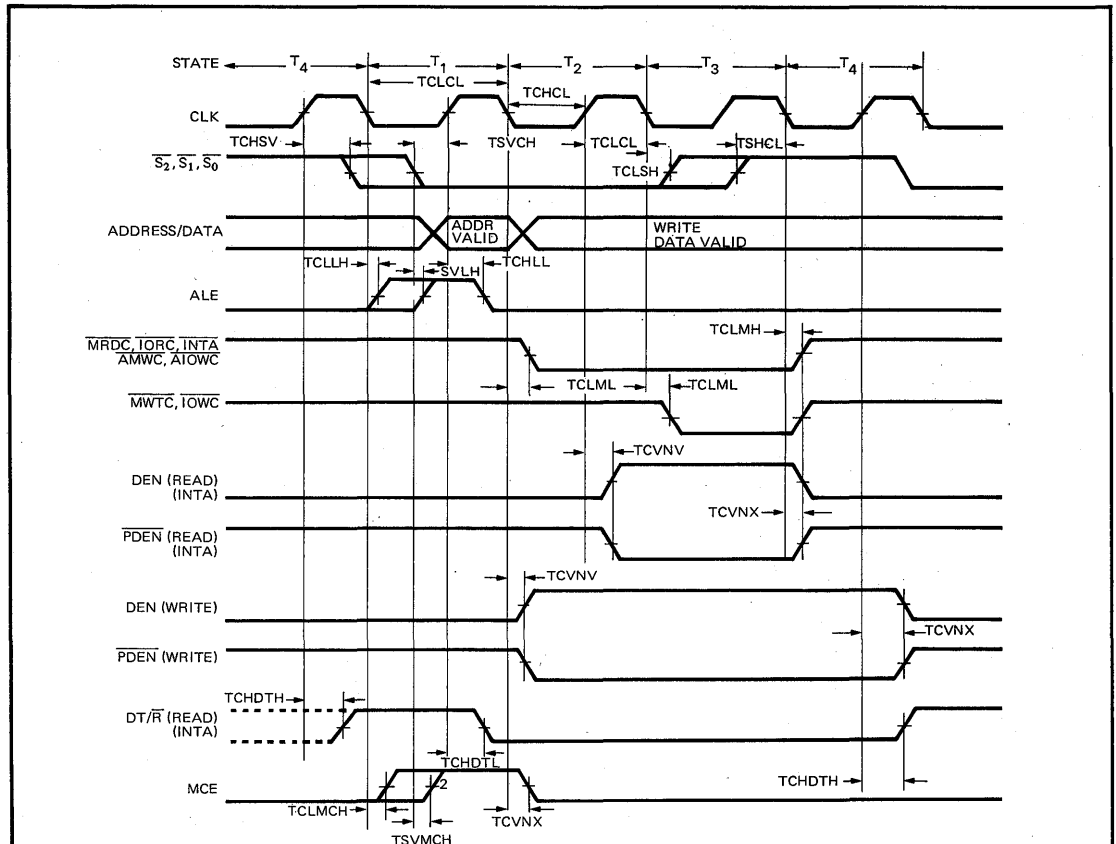 STATE T4 T1 T2 T3 T4
TCLCL
TCHCL
CLK
TCHSV TSVCH TCLCL TSHCL
S2, S1, S0
TCLSH
ADDRESS/DATA ADDR VALID WRITE DATA VALID
TCLLH SVLH TCHLL
ALE
TCLMH
MRDC, IORC, INTA
AMWC, AIOWC
TCLML TCLML
MWTC, IOWC
TCVNV
DEN (READ)
(INTA)
TCVNX
PDEN (READ)
(INTA)
TCVNV
DEN (WRITE)
TCVNX
PDEN (WRITE)
TCHDTH
DT/R (READ)
(INTA)
TCHDTL
TCHDTH
MCE 2
TCLMCH TCVNX
TSVMCH